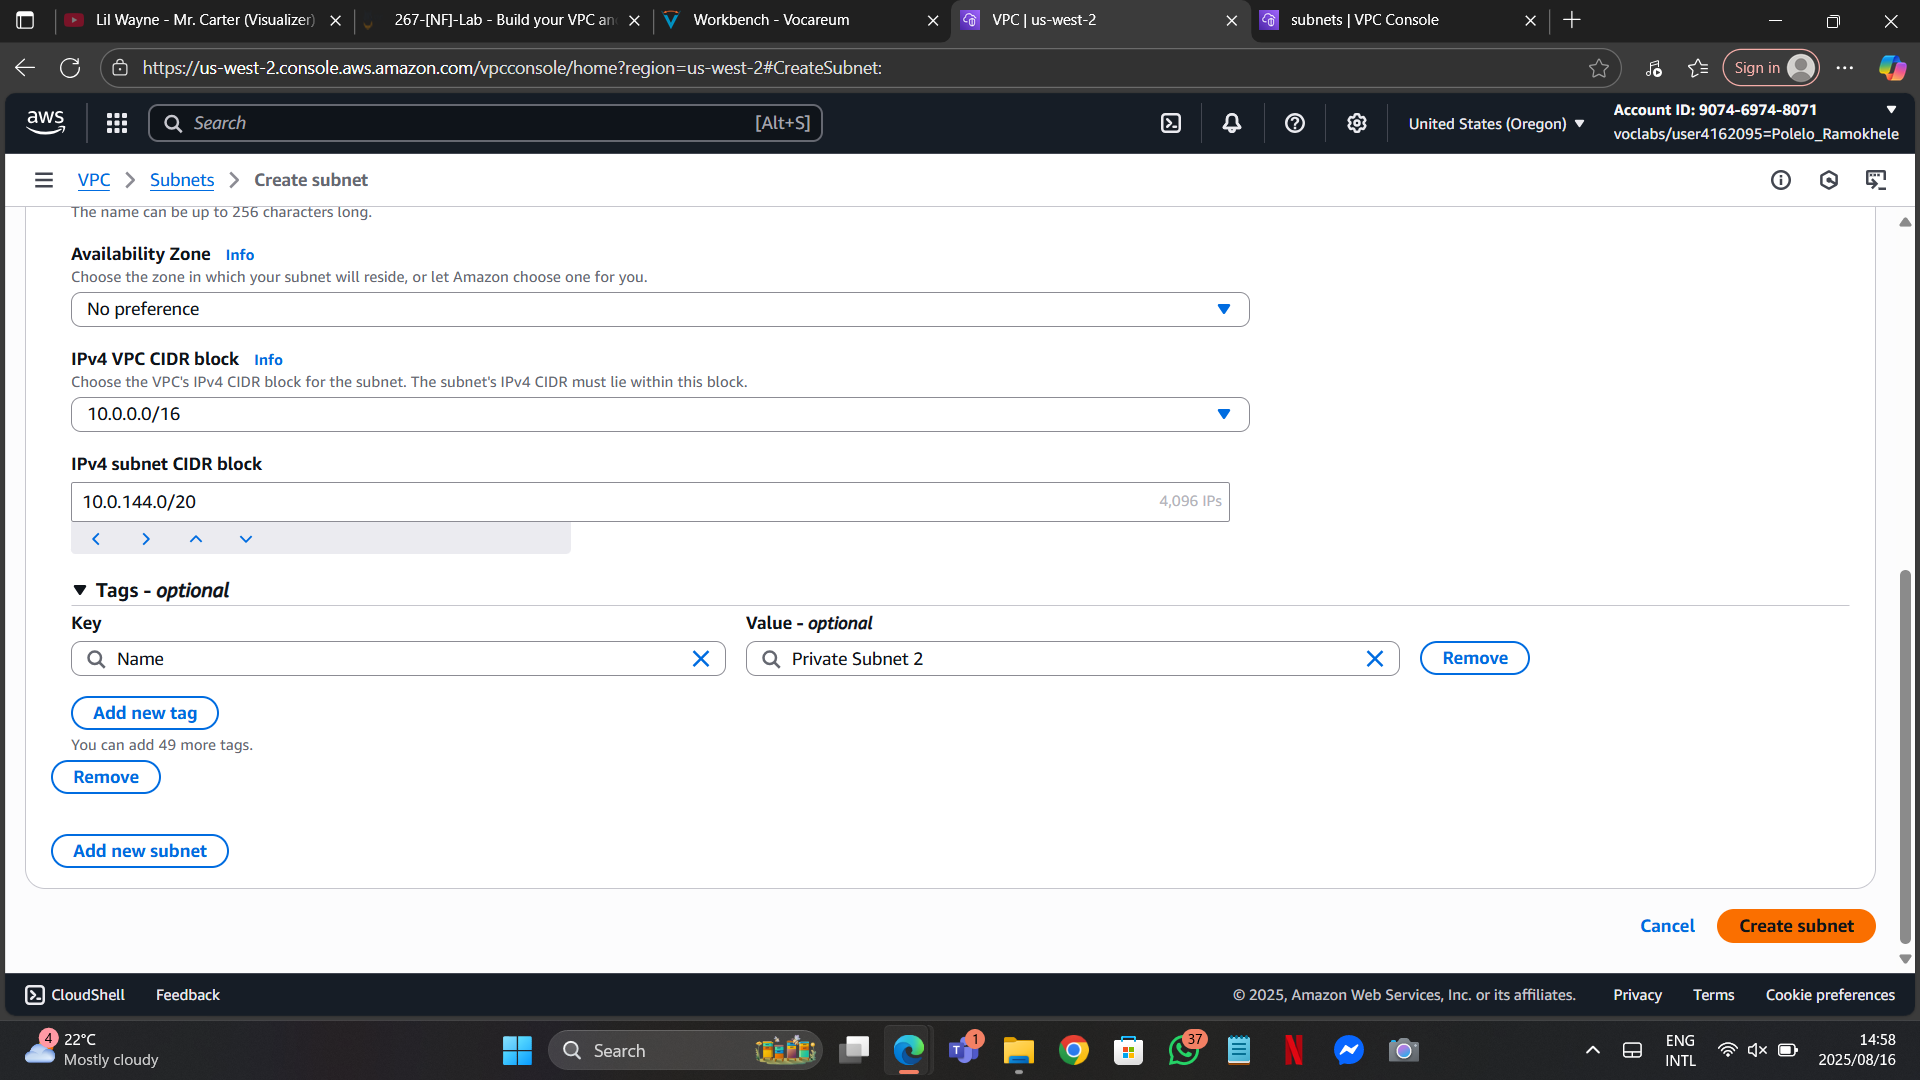 Lil Wayne - Mr. Carter (Visualizer)
267-[NF]-Lab - Build your VPC an
Workbench - Vocareum
VPC | us-west-2
subnets | VPC Console
https://us-west-2.console.aws.amazon.com/vpcconsole/home?region=us-west-2#CreateSubnet:
Sign in
aws
Search
[Alt+S]
United States (Oregon)
Account ID: 9074-6974-8071
voclabs/user4162095=Polelo_Ramokhele
VPC
Subnets
Create subnet
The name can be up to 256 characters long.
Availability Zone Info
Choose the zone in which your subnet will reside, or let Amazon choose one for you.
No preference
IPv4 VPC CIDR block Info
Choose the VPC's IPv4 CIDR block for the subnet. The subnet's IPv4 CIDR must lie within this block.
10.0.0.0/16
IPv4 subnet CIDR block
10.0.144.0/20
4,096 IPs
Tags - optional
Key
Value - optional
Name
Private Subnet 2
Remove
Add new tag
You can add 49 more tags.
Remove
Add new subnet
Cancel
Create subnet
CloudShell
Feedback
© 2025, Amazon Web Services, Inc. or its affiliates.
Privacy
Terms
Cookie preferences
4
22°C
Mostly cloudy
Search
1
37
ENG
INTL
14:58
2025/08/16